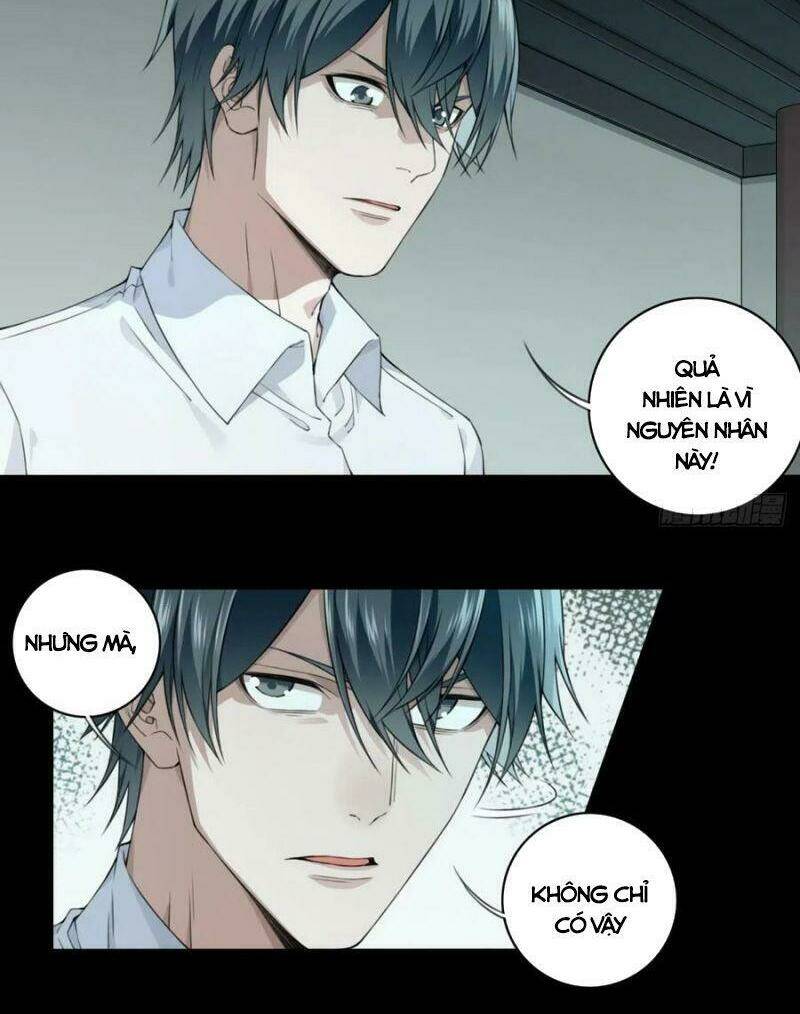 QUẢ
NHIÊN LÀ VÌ
NGUYÊN NHÂN
NÀY!
NHƯNG MÀ,
KHÔNG CHỈ
CÓ VẬY